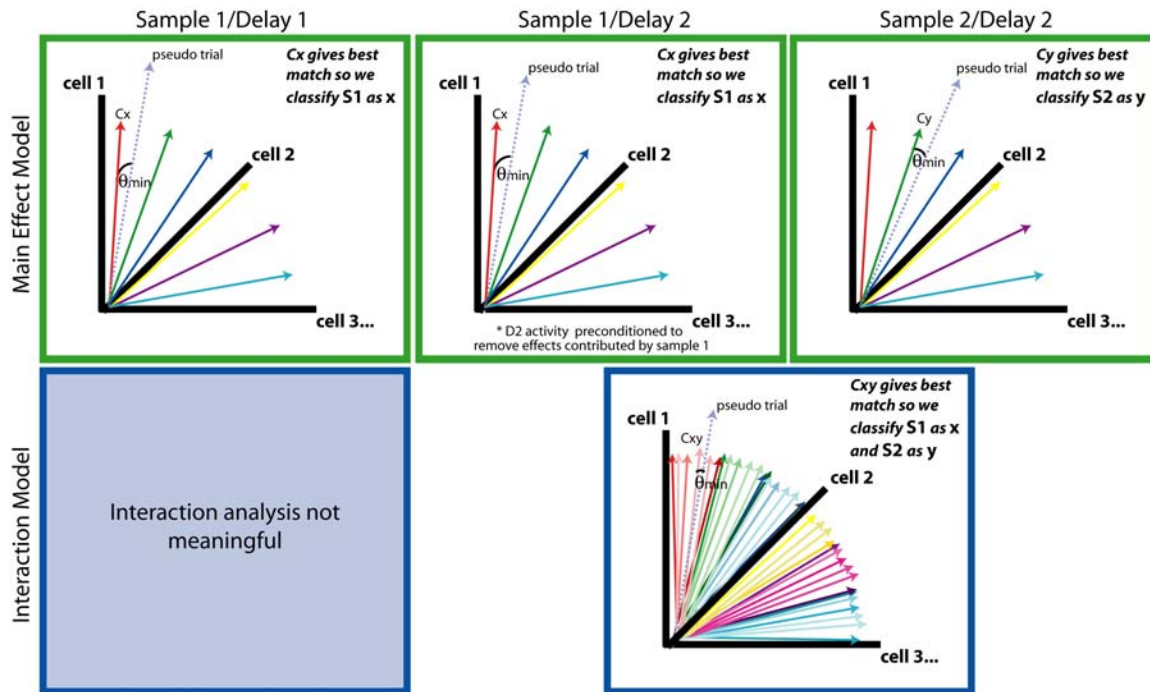 Sample 1/Delay 1
Sample 1/Delay 2
Sample 2/Delay 2
Main Effect Model
pseudo trial
Cx gives best
match so we
classify S1 as x
cell 1
Cx
cell 2
θmin
cell 3...
pseudo trial
Cx gives best
match so we
classify S1 as x
cell 1
Cx
cell 2
θmin
cell 3...
* D2 activity preconditioned to
remove effects contributed by sample 1
pseudo trial
Cy gives best
match so we
classify S2 as y
cell 1
Cy
cell 2
θmin
cell 3...
Interaction Model
Interaction analysis not
meaningful
pseudo trial
Cxy gives best
match so we
classify S1 as x
and S2 as y
cell 1
Cxy
cell 2
θmin
cell 3...